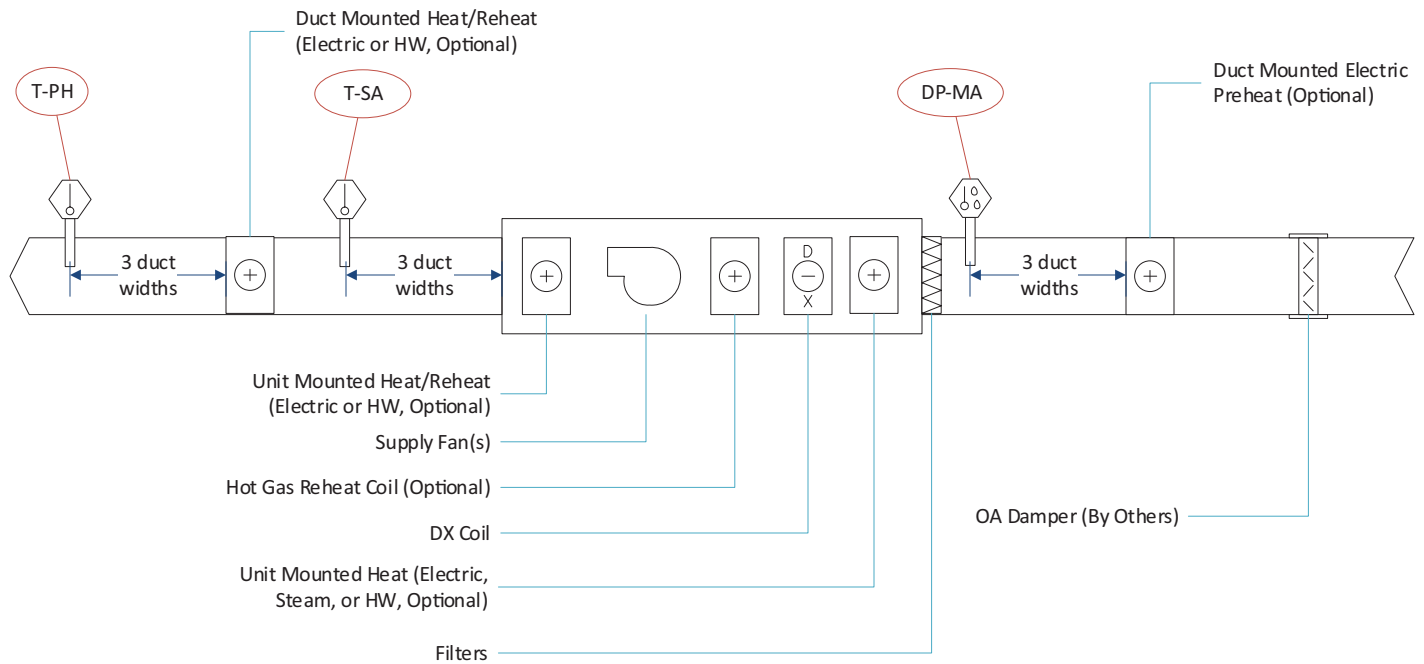 Duct Mounted Heat/Reheat
(Electric or HW, Optional)
T-PH
T-SA
DP-MA
Duct Mounted Electric
Preheat (Optional)
3 duct
widths
3 duct
widths
D
X
3 duct
widths
Unit Mounted Heat/Reheat
(Electric or HW, Optional)
Supply Fan(s)
Hot Gas Reheat Coil (Optional)
DX Coil
Unit Mounted Heat (Electric,
Steam, or HW, Optional)
Filters
OA Damper (By Others)